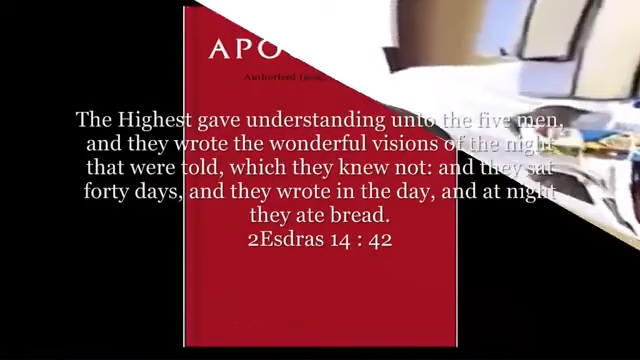 APO
Authorized
The Highest gave understanding unto the five men,
and they wrote the wonderful visions of the night
that were told, which they knew not: and they sat
forty days, and they wrote in the day, and at night
they ate bread.
2Esdras 14 : 42